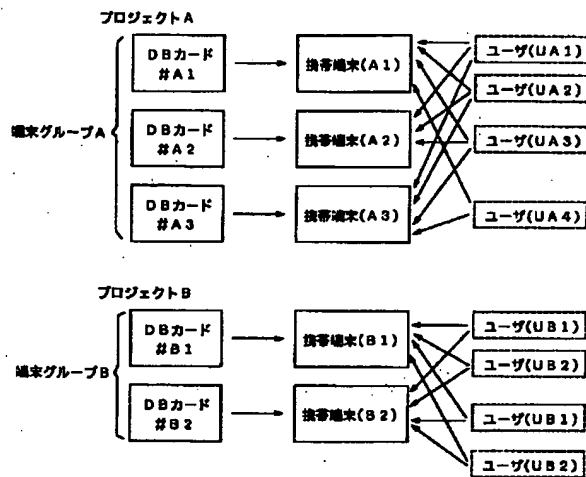 プロジェクトA
端末グループA
DBカード
#A1
DBカード
#A2
DBカード
#A3
携帯端末(A1)
携帯端末(A2)
携帯端末(A3)
ユーザ(UA1)
ユーザ(UA2)
ユーザ(UA3)
ユーザ(UA4)
プロジェクトB
端末グループB
DBカード
#B1
DBカード
#B2
携帯端末(B1)
携帯端末(B2)
ユーザ(UB1)
ユーザ(UB2)
ユーザ(UB1)
ユーザ(UB2)